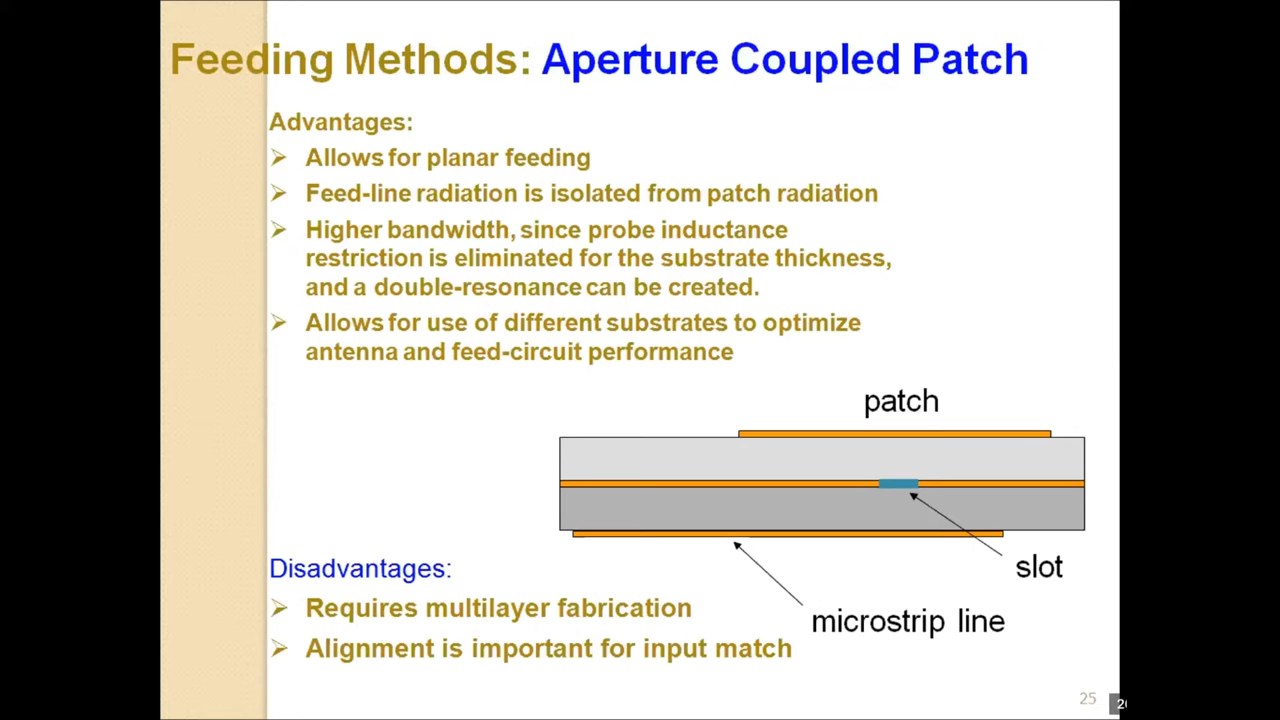 Feeding Methods: Aperture Coupled Patch
Advantages:
Allows for planar feeding
Feed-line radiation is isolated from patch radiation
Higher bandwidth, since probe inductance
restriction is eliminated for the substrate thickness,
and a double-resonance can be created.
Allows for use of different substrates to optimize
antenna and feed-circuit performance
patch
slot
microstrip line
Disadvantages:
Requires multilayer fabrication
Alignment is important for input match
25